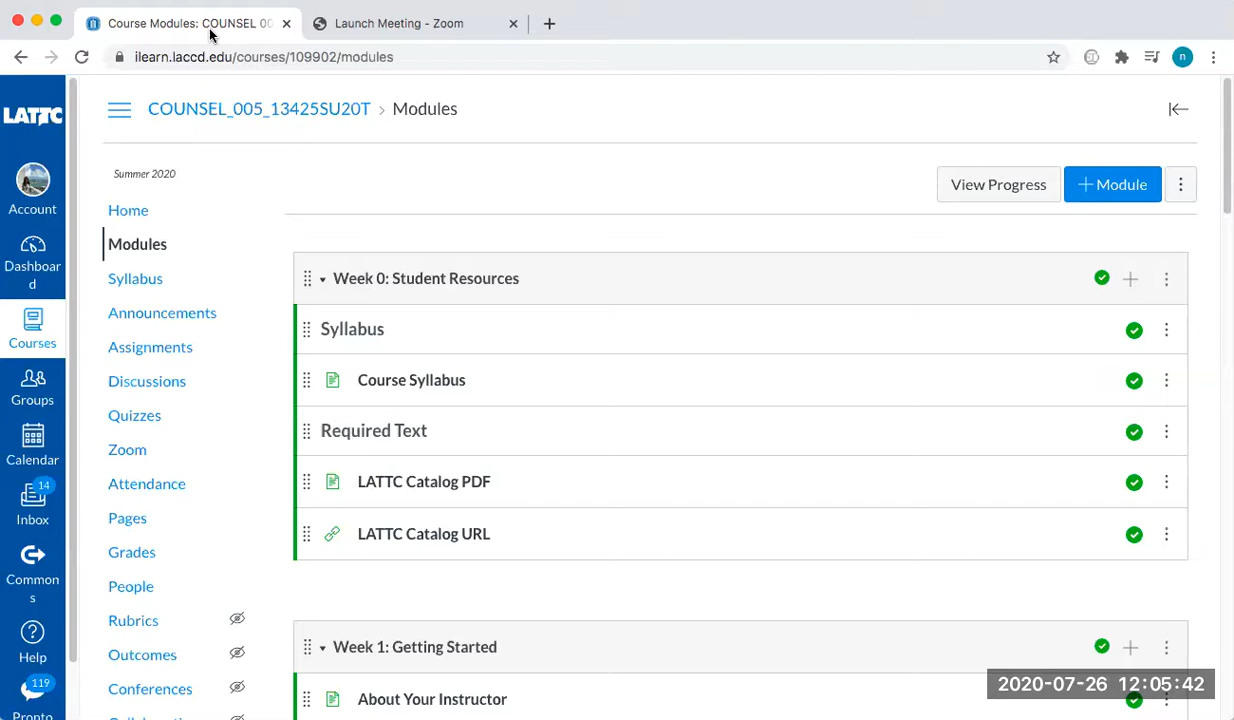 Course Modules: COUNSEL 00
Launch Meeting - Zoom
ilearn.laccd.edu/courses/109902/modules
n
LATTC
COUNSEL_005_13425SU20T > Modules
Summer 2020
View Progress
+ Module
Account
Dashboar
d
Courses
Groups
Calendar
14
Inbox
Common
s
Help
119
Pronto
Home
Modules
Syllabus
Announcements
Assignments
Discussions
Quizzes
Zoom
Attendance
Pages
Grades
People
Rubrics
Outcomes
Conferences
Week 0: Student Resources
Syllabus
Course Syllabus
Required Text
LATTC Catalog PDF
LATTC Catalog URL
Week 1: Getting Started
About Your Instructor
2020-07-26 12:05:42